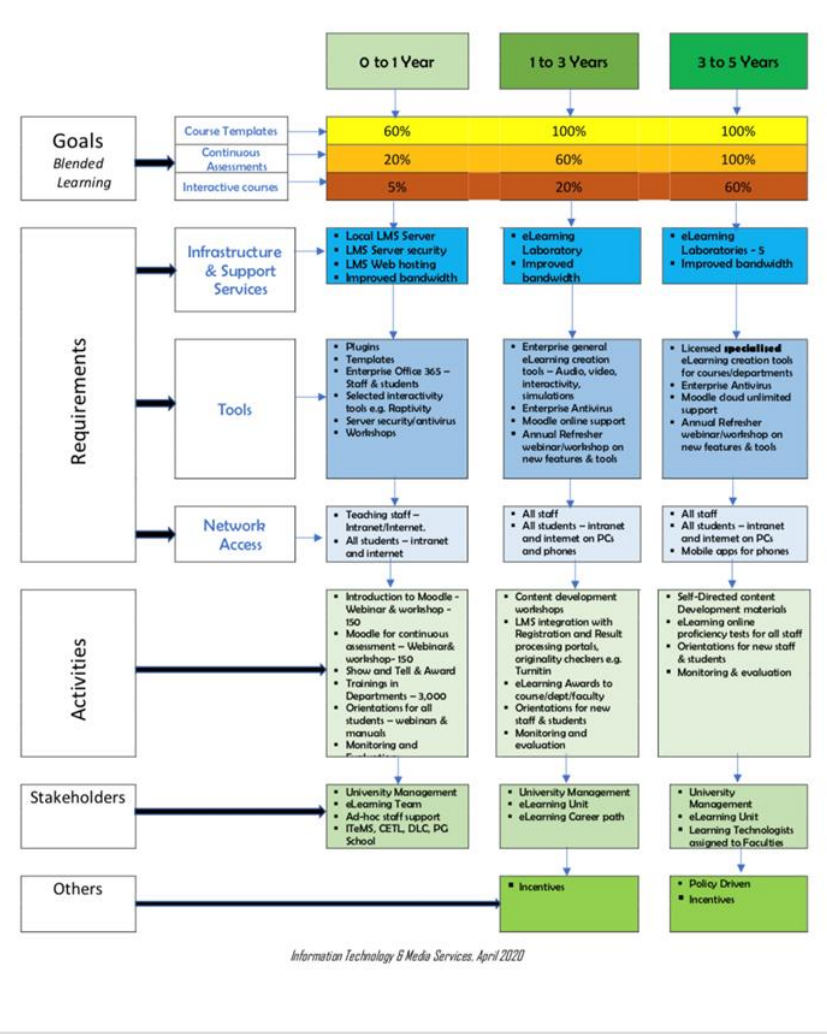 0 to 1 Year
1 to 3 Years
3 to 5 Years
Goals
Blended
Learning
Course Templates
60%
100%
100%
Continuous
Assessments
20%
60%
100%
Interactive courses
5%
20%
60%
Requirements
Infrastructure
& Support
Services
▪ Local LMS Server
▪ LMS Server security
▪ LMS Web hosting
▪ Improved bandwidth
▪ eLearning
Laboratory
▪ Improved
bandwidth
▪ eLearning
Laboratories - 5
▪ Improved bandwidth
Tools
▪ Plugins
▪ Templates
▪ Enterprise Office 365 –
Staff & students
▪ Selected interactivity
tools e.g. Raptivity
▪ Server security/antivirus
▪ Workshops
▪ Enterprise general
eLearning creation
tools – Audio, video,
interactivity,
simulations
▪ Enterprise Antivirus
▪ Moodle online support
▪ Annual Refresher
webinar/workshop on
new features & tools
▪ Licensed specialised
eLearning creation tools
for courses/departments
▪ Enterprise Antivirus
▪ Moodle cloud unlimited
support
▪ Annual Refresher
webinar/workshop on
new features & tools
Network
Access
▪ Teaching staff –
Intranet/Internet.
▪ All students – intranet
and internet
▪ All staff
▪ All students – intranet
and internet on PCs
and phones
▪ All staff
▪ All students – intranet
and internet on PCs
▪ Mobile apps for phones
Activities
▪ Introduction to Moodle -
Webinar & workshop -
150
▪ Moodle for continuous
assessment – Webinar&
workshop- 150
▪ Show and Tell & Award
▪ Trainings in
Departments – 3,000
▪ Orientations for all
students – webinars &
manuals
▪ Monitoring and
▪ Content development
workshops
▪ LMS integration with
Registration and Result
processing portals,
originality checkers e.g.
Turnitin
▪ eLearning Awards to
course/dept/faculty
▪ Orientations for new
staff & students
▪ Monitoring and
evaluation
▪ Self-Directed content
Development materials
▪ eLearning online
proficiency tests for all staff
▪ Orientations for new staff
& students
▪ Monitoring & evaluation
Stakeholders
▪ University Management
▪ eLearning Team
▪ Ad-hoc staff support
▪ ITeMS, CETL, DLC, PG
School
▪ University Management
▪ eLearning Unit
▪ eLearning Career path
▪ University
Management
▪ eLearning Unit
▪ Learning Technologists
assigned to Faculties
Others
▪ Incentives
• Policy Driven
▪ Incentives
Information Technology & Media Services, April 2020